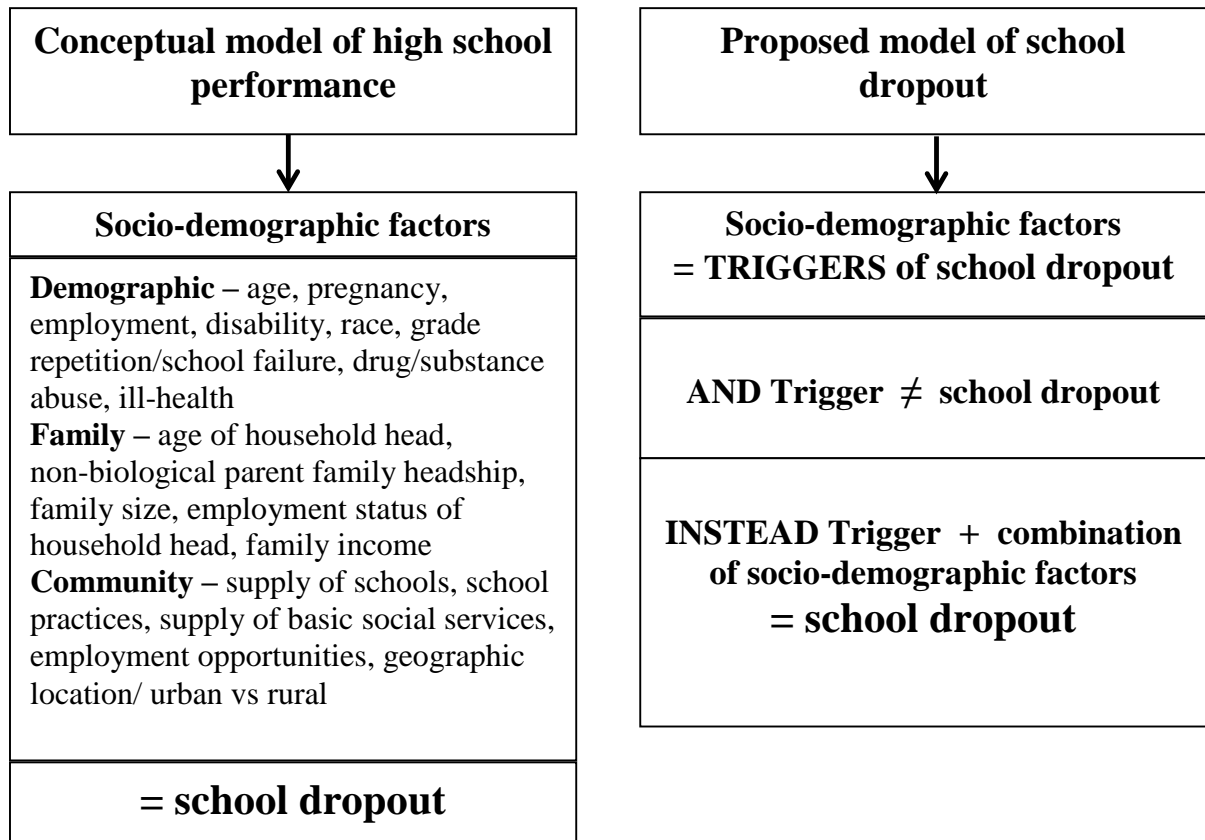 Conceptual model of high school
performance
Socio-demographic factors
Demographic – age, pregnancy,
employment, disability, race, grade
repetition/school failure, drug/substance
abuse, ill-health
Family – age of household head,
non-biological parent family headship,
family size, employment status of
household head, family income
Community – supply of schools, school
practices, supply of basic social services,
employment opportunities, geographic
location/ urban vs rural
= school dropout
Proposed model of school
dropout
Socio-demographic factors
= TRIGGERS of school dropout
AND Trigger ≠ school dropout
INSTEAD Trigger + combination
of socio-demographic factors
= school dropout